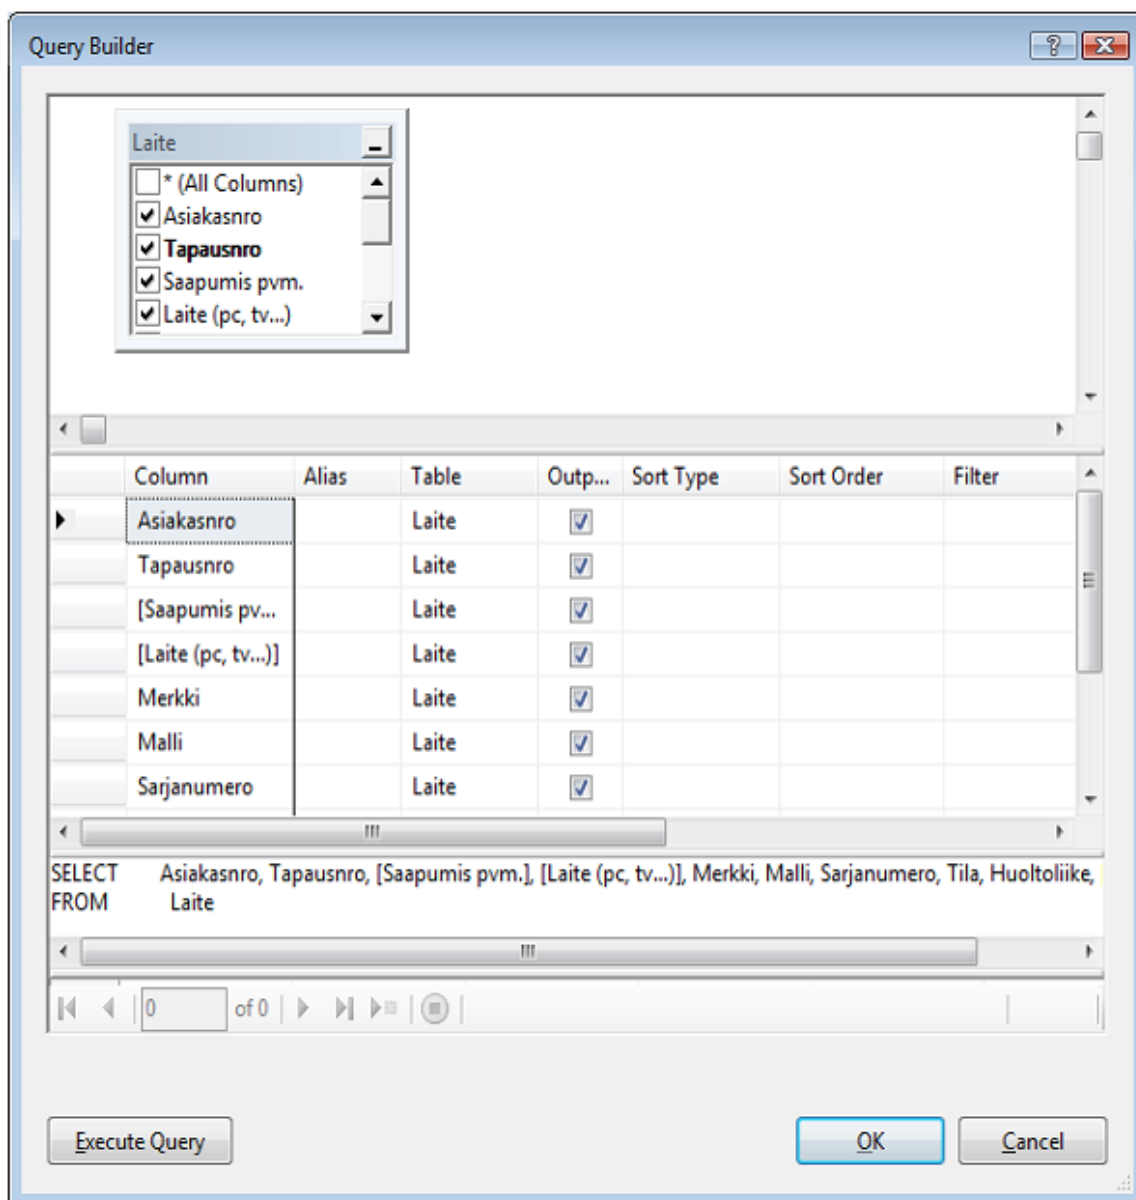 Query Builder
Laite
* (All Columns)
Asiakasnro
Tapausnro
Saapumis pvm.
Laite (pc, tv...)
Column Alias Table Outp... Sort Type Sort Order Filter
Asiakasnro Laite
Tapausnro Laite
[Saapumis pv... Laite
[Laite (pc, tv...)] Laite
Merkki Laite
Malli Laite
Sarjanumero Laite
SELECT Asiakasnro, Tapausnro, [Saapumis pvm.], [Laite (pc, tv...)], Merkki, Malli, Sarjanumero, Tila, Huoltoliike,
FROM Laite
0 of 0
Execute Query OK Cancel